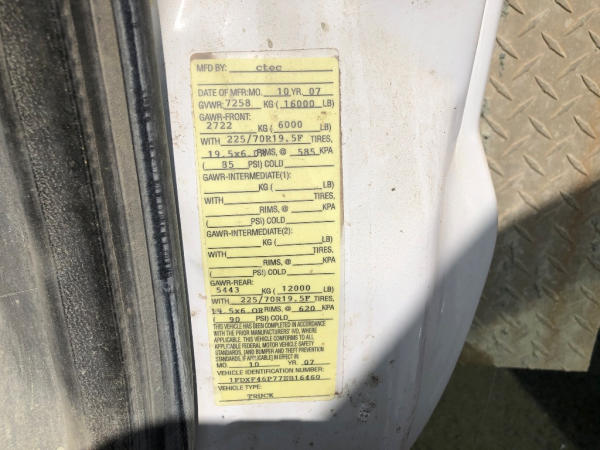 MFD BY: ctec
DATE OF MFR:MO. 10 YR. 07
GVWR: 7258 KG ( 16000 LB)
GAWR-FRONT:
2722 KG ( 6000 LB)
WITH 225/70R19.5F TIRES,
19.5x6.0R RIMS, @ 585 KPA
( 85 PSI) COLD
GAWR-INTERMEDIATE(1):
KG ( LB)
WITH TIRES,
RIMS, @ KPA
( PSI) COLD
GAWR-INTERMEDIATE(2):
KG ( LB)
WITH TIRES,
RIMS, @ KPA
( PSI) COLD
GAWR-REAR:
5443 KG ( 12000 LB)
WITH 225/70R19.5F TIRES,
19.5x6.0R RIMS, @ 620 KPA
( 90 PSI) COLD
THIS VEHICLE HAS BEEN COMPLETED IN ACCORDANCE
WITH THE PRIOR MANUFACTURERS' IVD, WHERE
APPLICABLE. THIS VEHICLE CONFORMS TO ALL
APPLICABLE FEDERAL MOTOR VEHICLE SAFETY
STANDARDS, [AND BUMPER AND THEFT PREVENTION
STANDARDS, IF APPLICABLE] IN EFFECT IN
MO. 10 YR. 07
VEHICLE IDENTIFICATION NUMBER:
1FDXF46P77EB16460
VEHICLE TYPE:
TRUCK